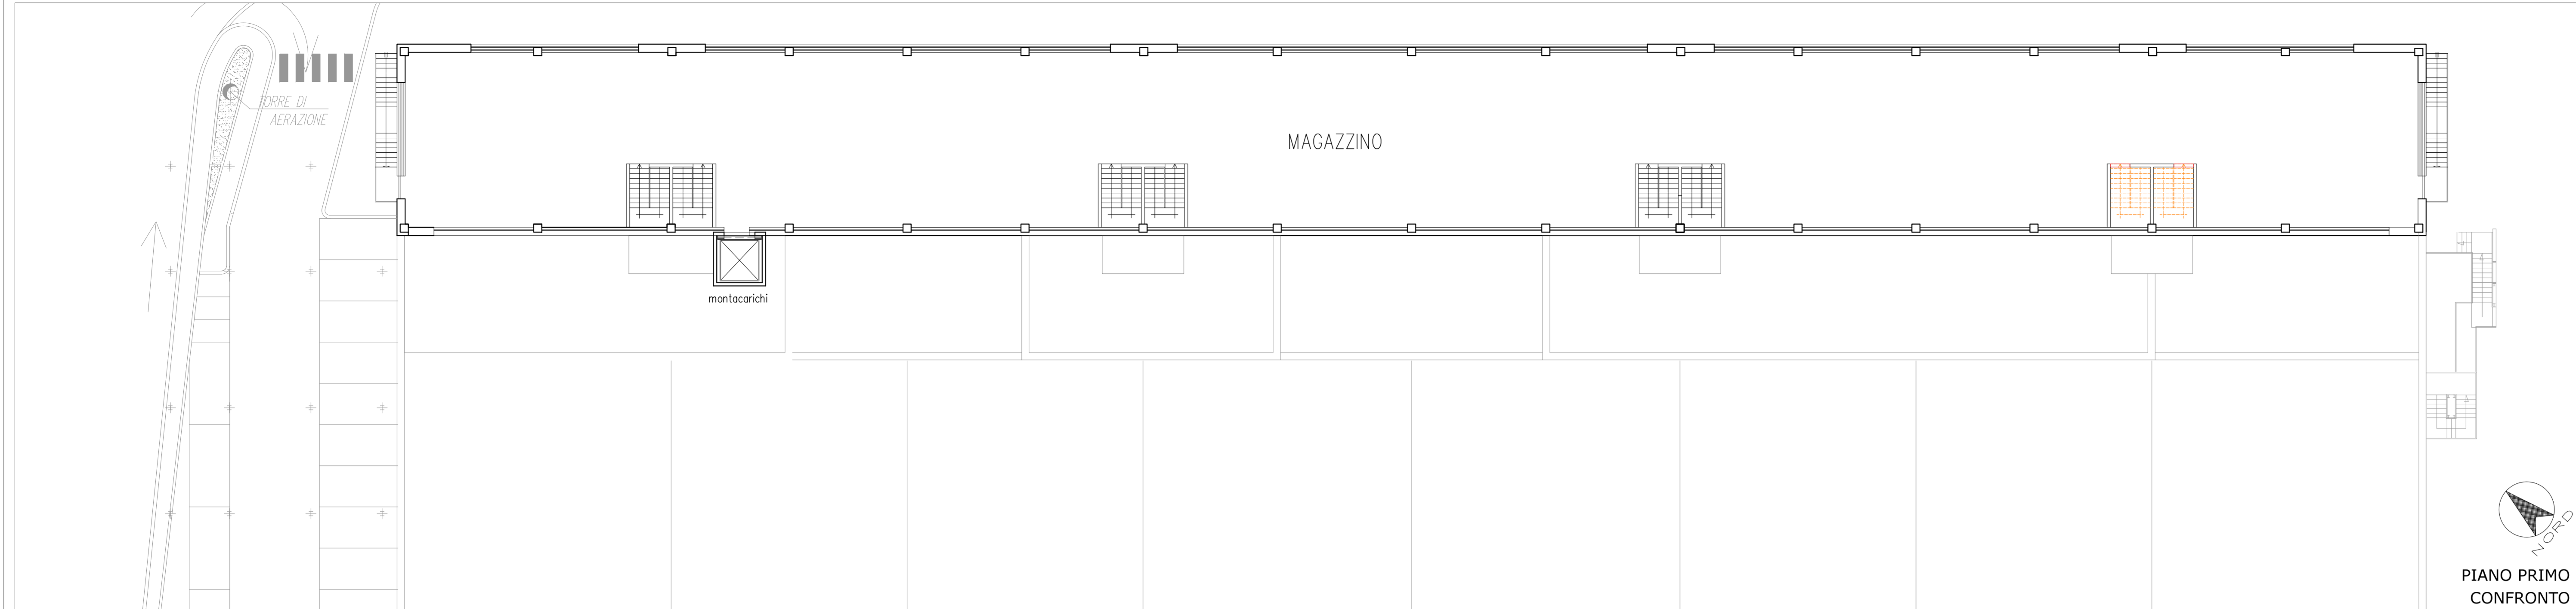 TORRE DI
AERAZIONE
MAGAZZINO
montacarichi
NORD
PIANO PRIMO
CONFRONTO